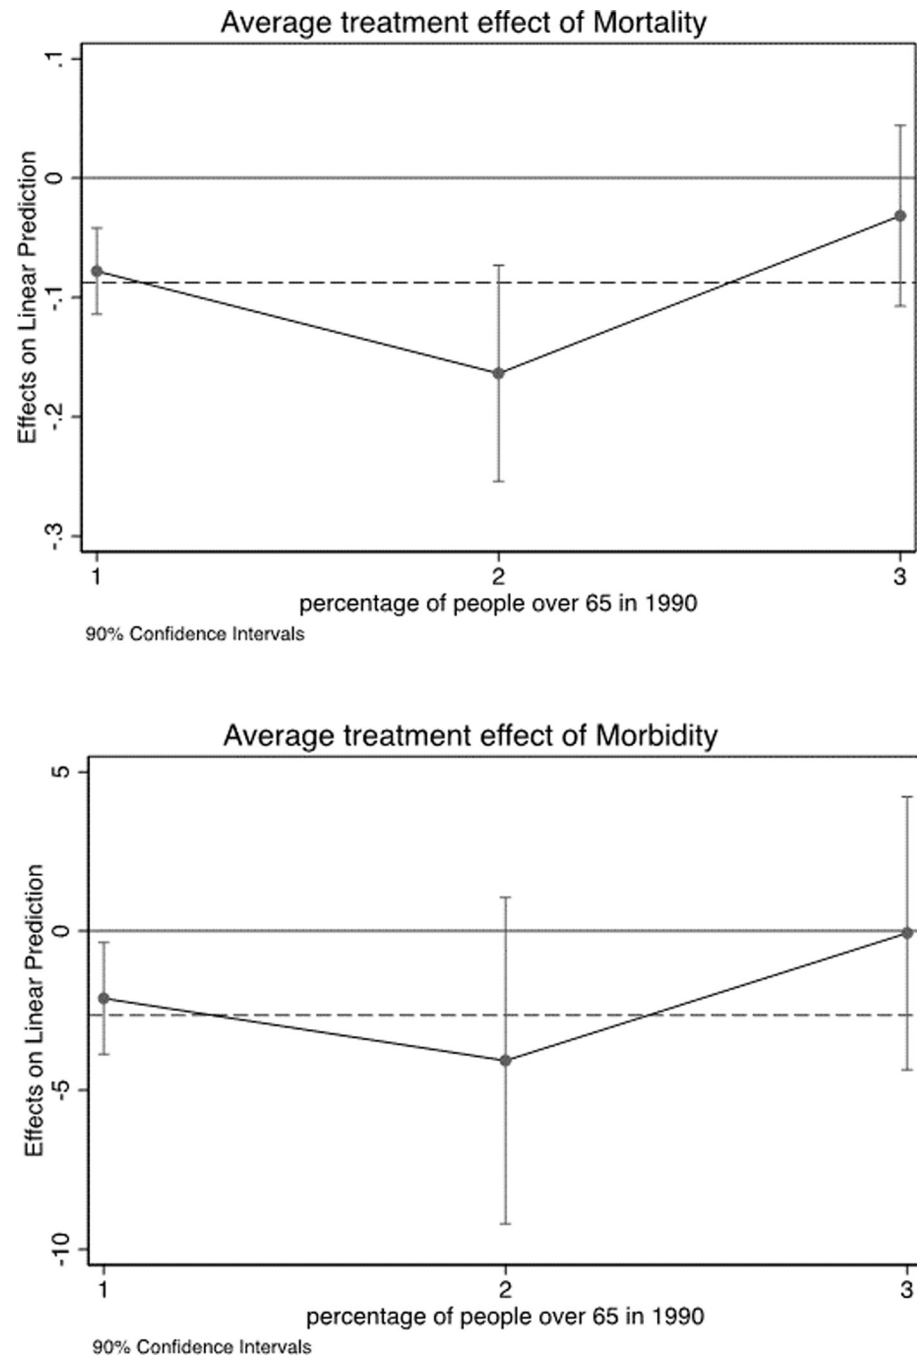 Average treatment effect of Mortality
Effects on Linear Prediction
.1
0
-.1
-.2
-.3
1 2 3
percentage of people over 65 in 1990
90% Confidence Intervals
Average treatment effect of Morbidity
Effects on Linear Prediction
5
0
-5
-10
1 2 3
percentage of people over 65 in 1990
90% Confidence Intervals